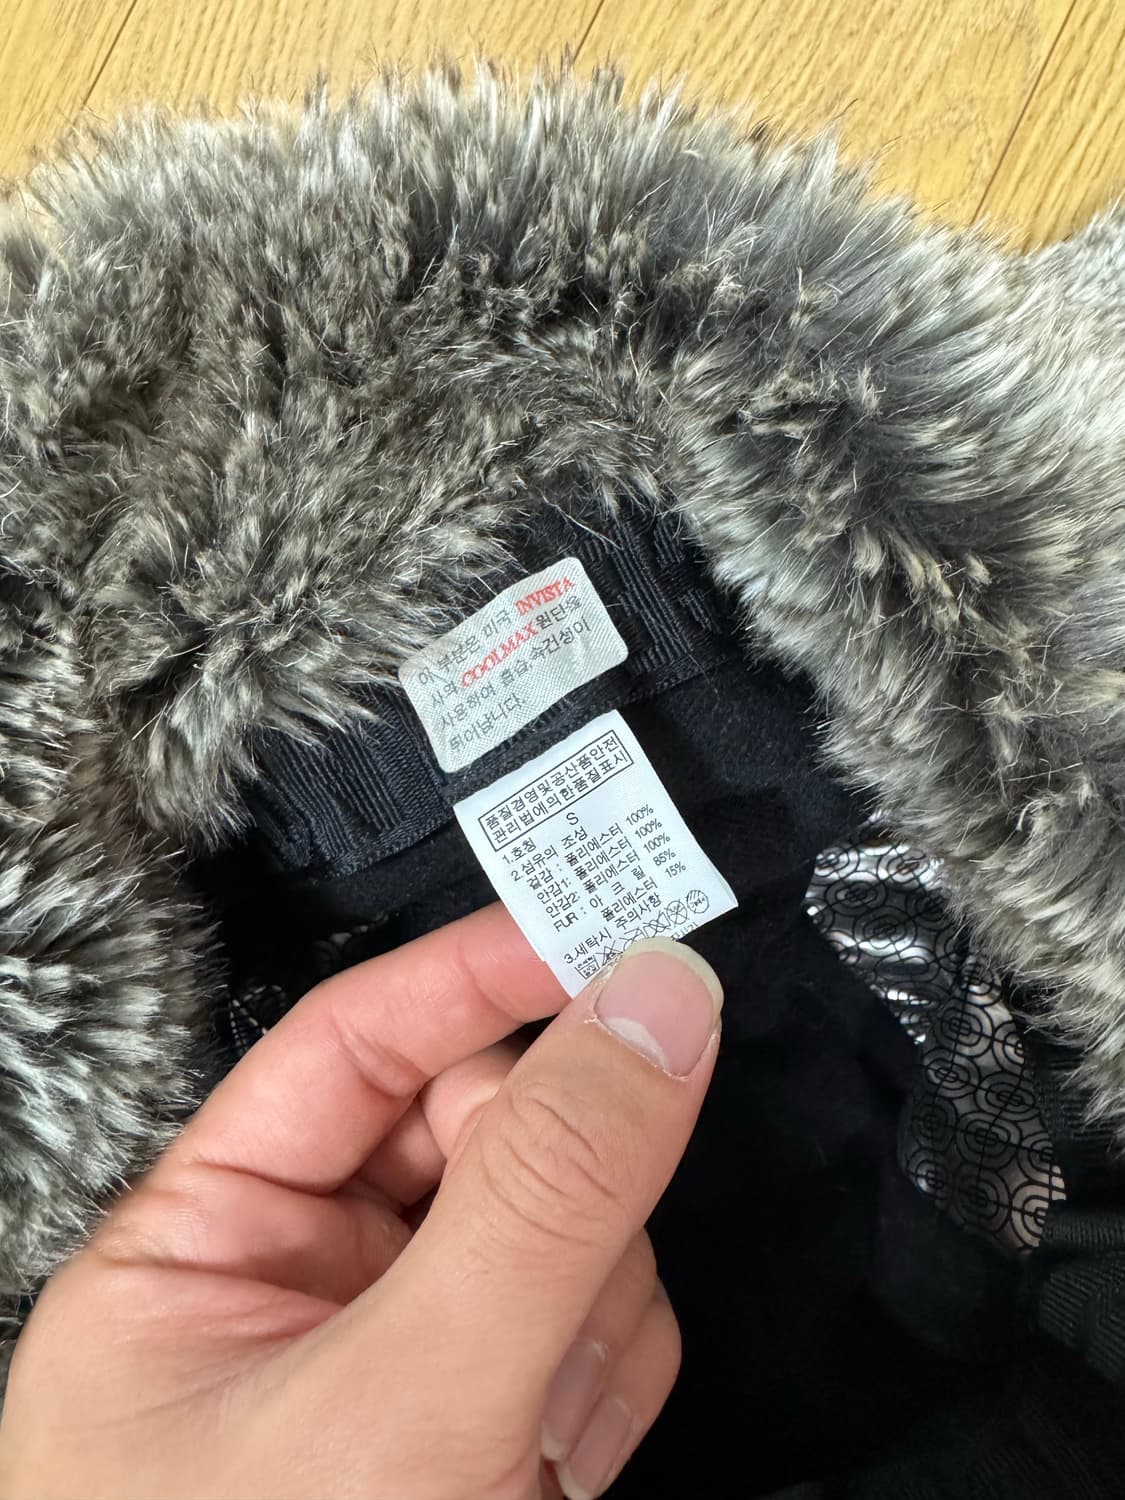 이 부분은 미국 INVISTA
사의 COOLMAX 원단을
사용하여 흡습,속건성이
뛰어납니다.
품질경영및공산품안전
관리법에의한품질표시
1.호칭 S
2.섬유의 조성
겉감 : 폴리에스터 100%
안감1: 폴리에스터 100%
안감2: 폴리에스터 100%
FUR : 아 크 릴 85%
폴리에스터 15%
3.세탁시 주의사항